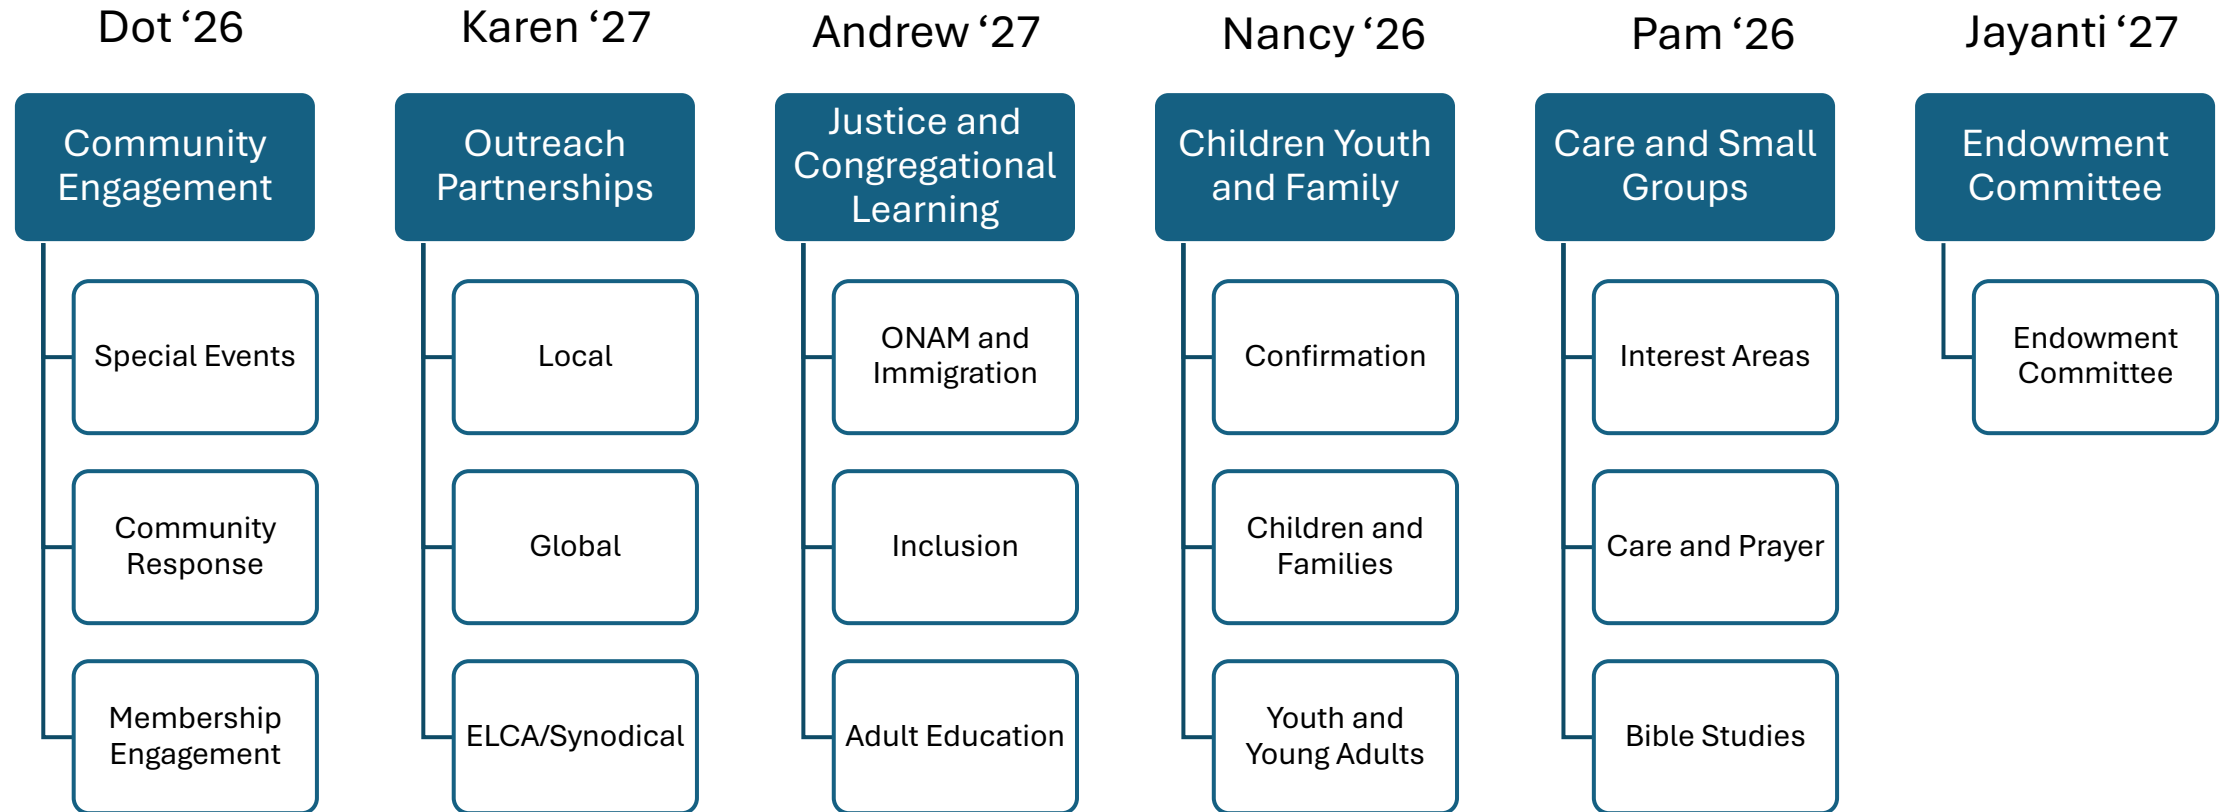 Dot ‘26
Karen ‘27
Andrew ‘27
Nancy ‘26
Pam ‘26
Jayanti ‘27
Community
Engagement
Special Events
Community
Response
Membership
Engagement
Outreach
Partnerships
Local
Global
ELCA/Synodical
Justice and
Congregational
Learning
ONAM and
Immigration
Inclusion
Adult Education
Children Youth
and Family
Confirmation
Children and
Families
Youth and
Young Adults
Care and Small
Groups
Interest Areas
Care and Prayer
Bible Studies
Endowment
Committee
Endowment
Committee